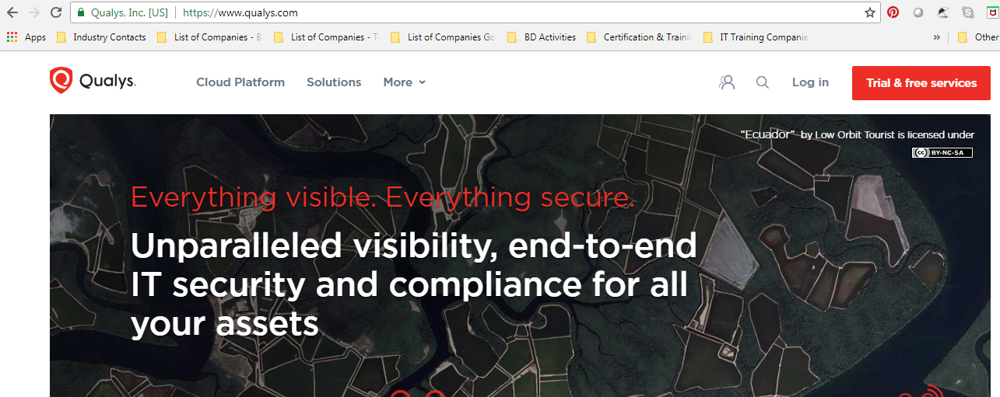 Qualys, Inc. [US] https://www.qualys.com
Apps Industry Contacts List of Companies - List of Companies - List of Companies Go BD Activities Certification & Trainin IT Training Companie » Other
Qualys.
Cloud Platform Solutions More Log in Trial & free services
“Ecuador” by Low Orbit Tourist is licensed under
cc BY-NC-SA
Everything visible. Everything secure.
Unparalleled visibility, end-to-end
IT security and compliance for all
your assets